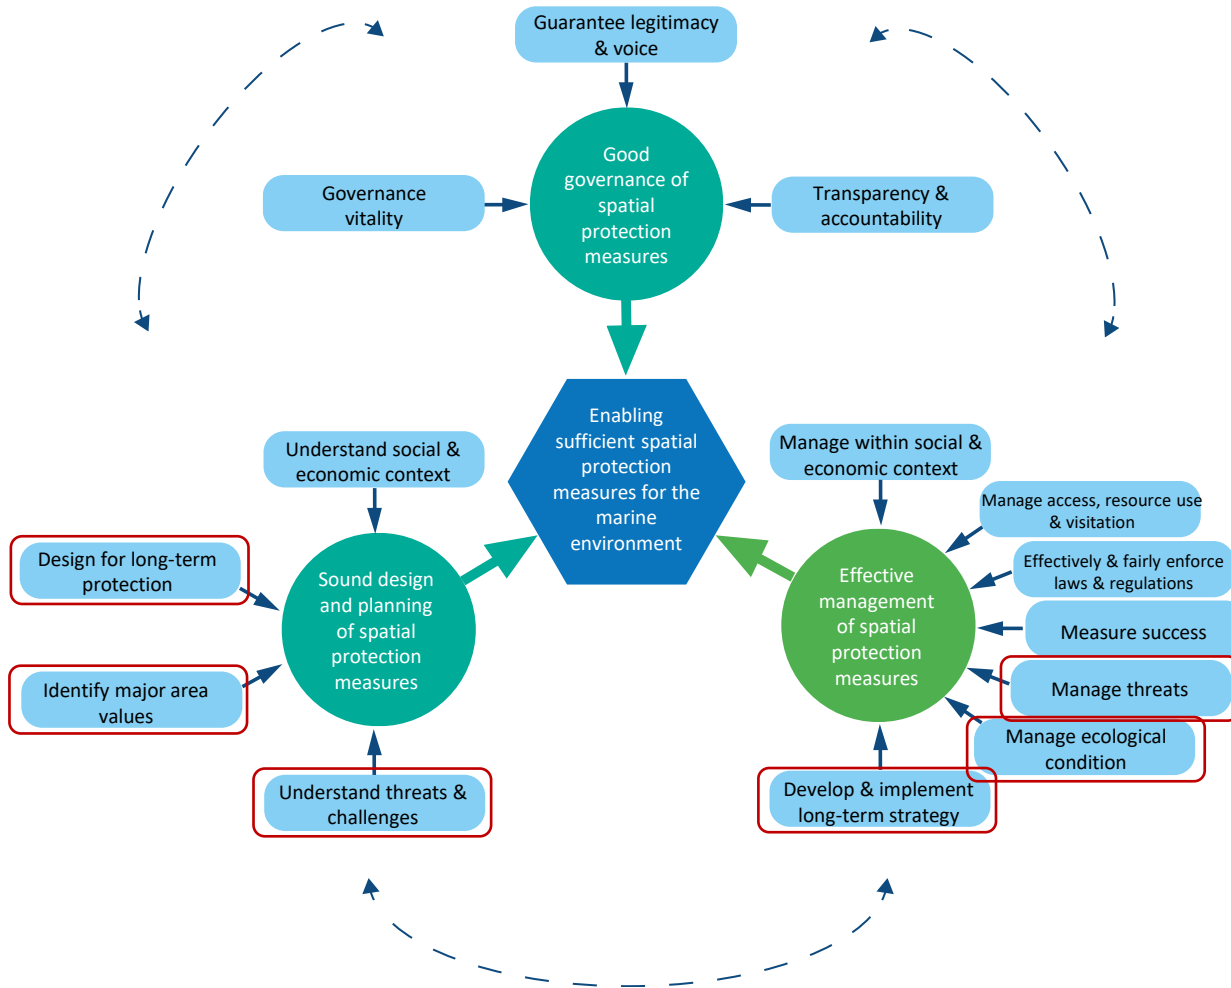 Guarantee legitimacy
& voice
Good
governance of
spatial
protection
measures
Governance
vitality
Transparency &
accountability
Enabling
sufficient spatial
protection
measures for the
marine
environment
Understand social &
economic context
Design for long-term
protection
Identify major area
values
Understand threats &
challenges
Sound design
and planning
of spatial
protection
measures
Manage within social &
economic context
Manage access, resource use
& visitation
Effectively & fairly enforce
laws & regulations
Measure success
Manage threats
Manage ecological
condition
Develop & implement
long-term strategy
Effective
management
of spatial
protection
measures